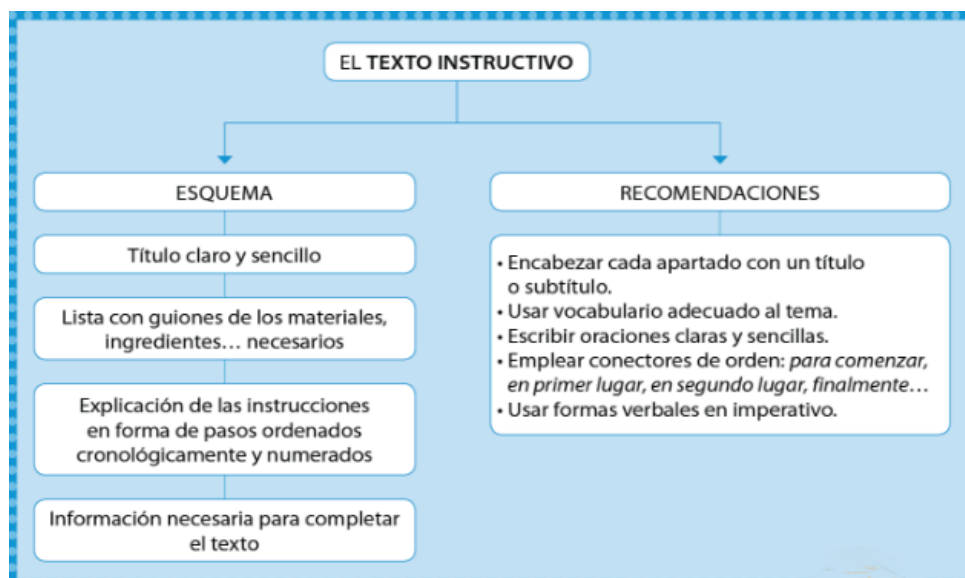 EL TEXTO INSTRUCTIVO
ESQUEMA
Título claro y sencillo
Lista con guiones de los materiales,
ingredientes… necesarios
Explicación de las instrucciones
en forma de pasos ordenados
cronológicamente y numerados
Información necesaria para completar
el texto
RECOMENDACIONES
• Encabezar cada apartado con un título
o subtítulo.
• Usar vocabulario adecuado al tema.
• Escribir oraciones claras y sencillas.
• Emplear conectores de orden: para comenzar,
en primer lugar, en segundo lugar, finalmente…
• Usar formas verbales en imperativo.